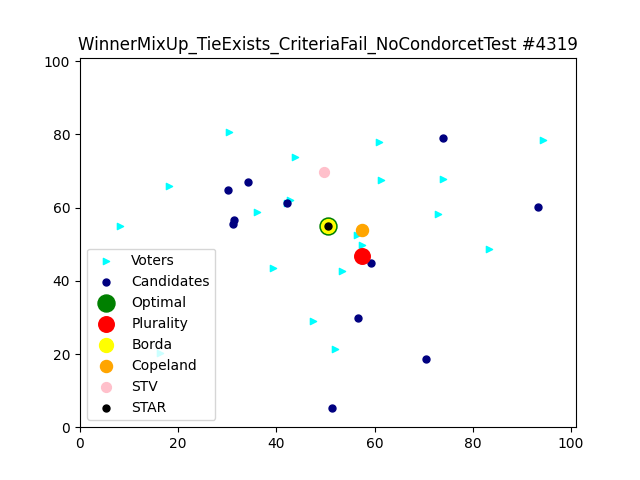 WinnerMixUp_TieExists_CriteriaFail_NoCondorcetTest #4319
100
80
60
40
20
0
Voters
Candidates
Optimal
Plurality
Borda
Copeland
STV
STAR
0 20 40 60 80 100